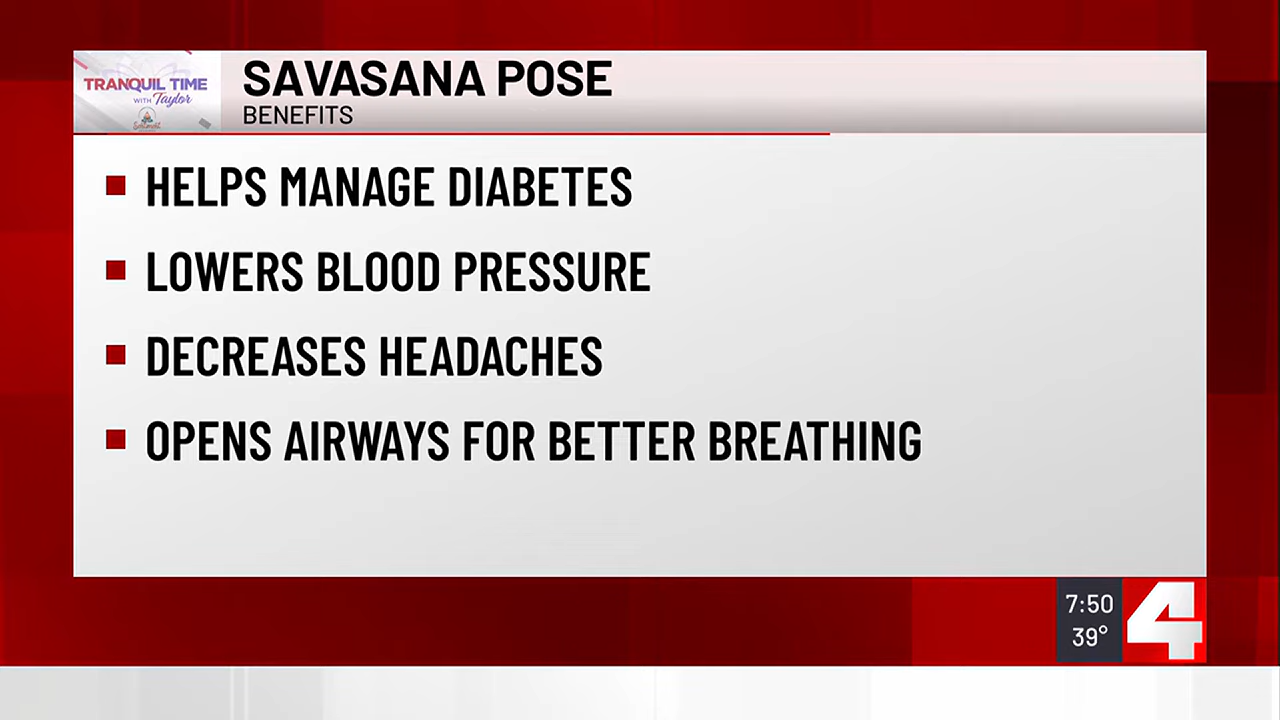 TRANQUIL TIME
WITH Taylor
SAVASANA POSE
BENEFITS
HELPS MANAGE DIABETES
LOWERS BLOOD PRESSURE
DECREASES HEADACHES
OPENS AIRWAYS FOR BETTER BREATHING
7:50
39°
4